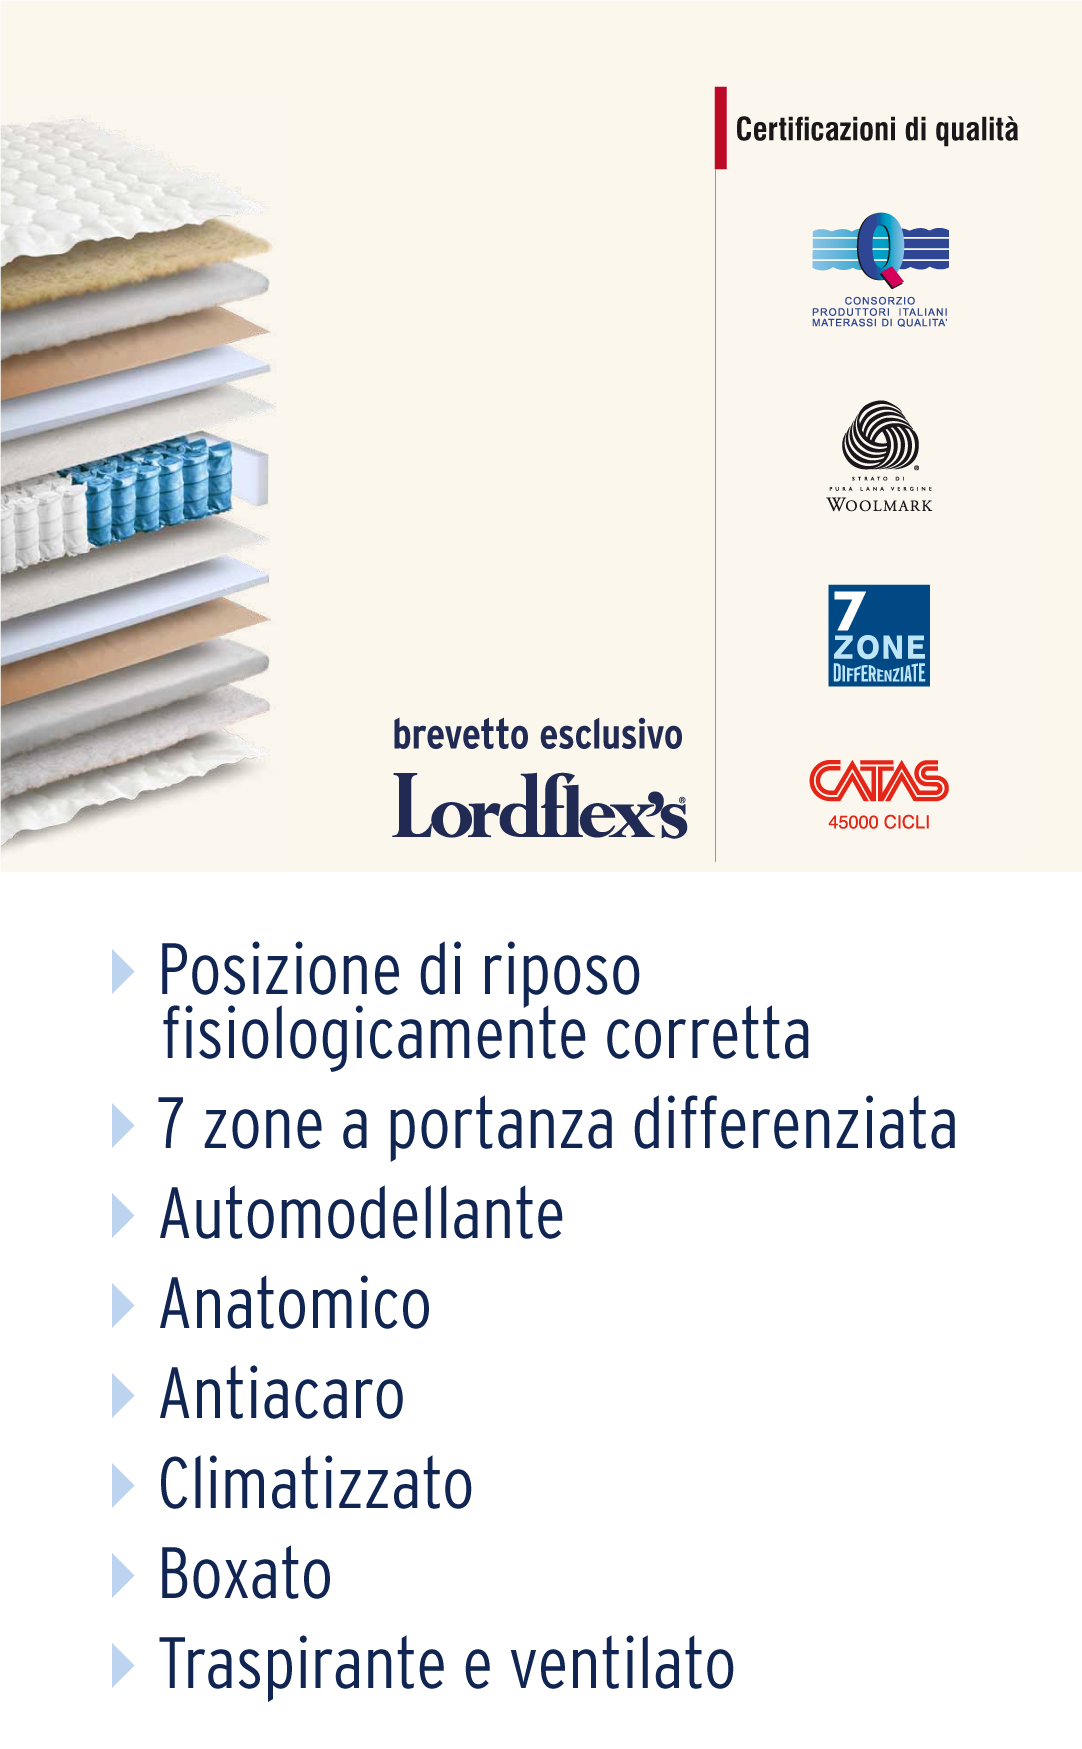 Certificazioni di qualità
Q
CONSORZIO
PRODUTTORI ITALIANI
MATERASSI DI QUALITA'
STRATO DI
PURA LANA VERGINE
WOOLMARK
7
ZONE
DIFFERENZIATE
CATAS
45000 CICLI
brevetto esclusivo
Lordflex's®
Posizione di riposo
fisiologicamente corretta
7 zone a portanza differenziata
Automodellante
Anatomico
Antiacaro
Climatizzato
Boxato
Traspirante e ventilato